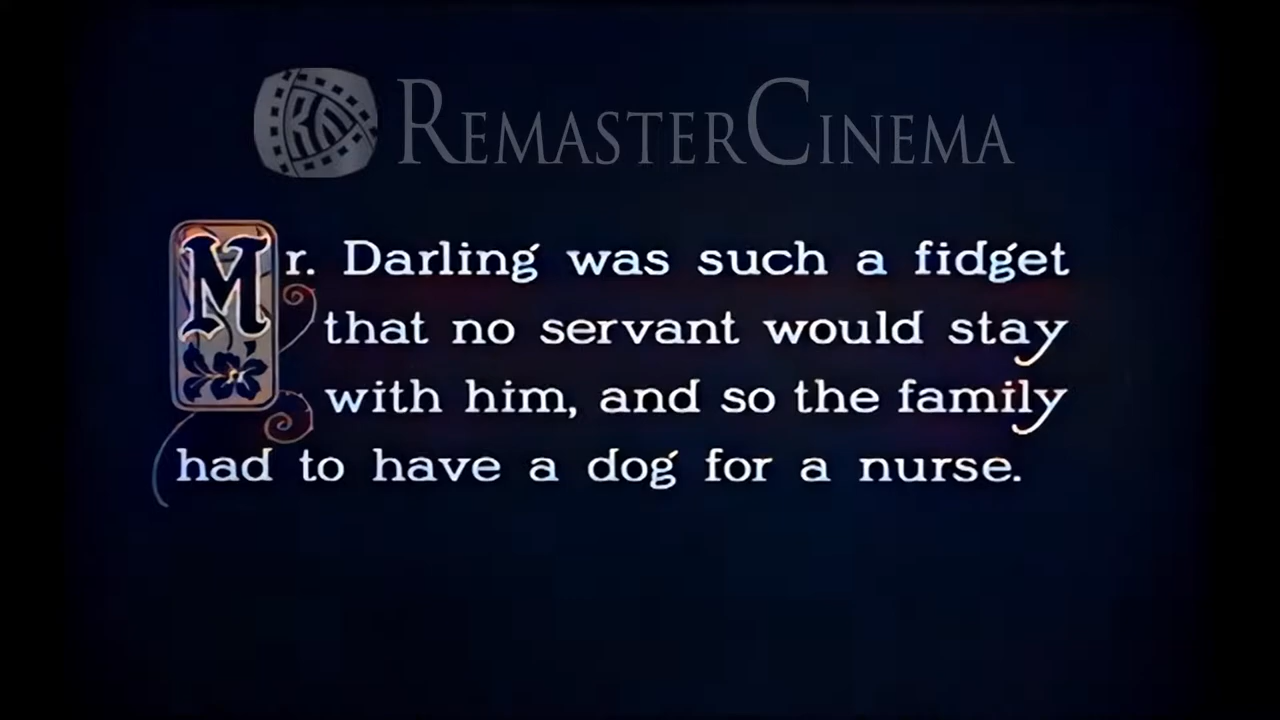 RemasterCinema
Mr. Darling was such a fidget
that no servant would stay
with him, and so the family
had to have a dog for a nurse.